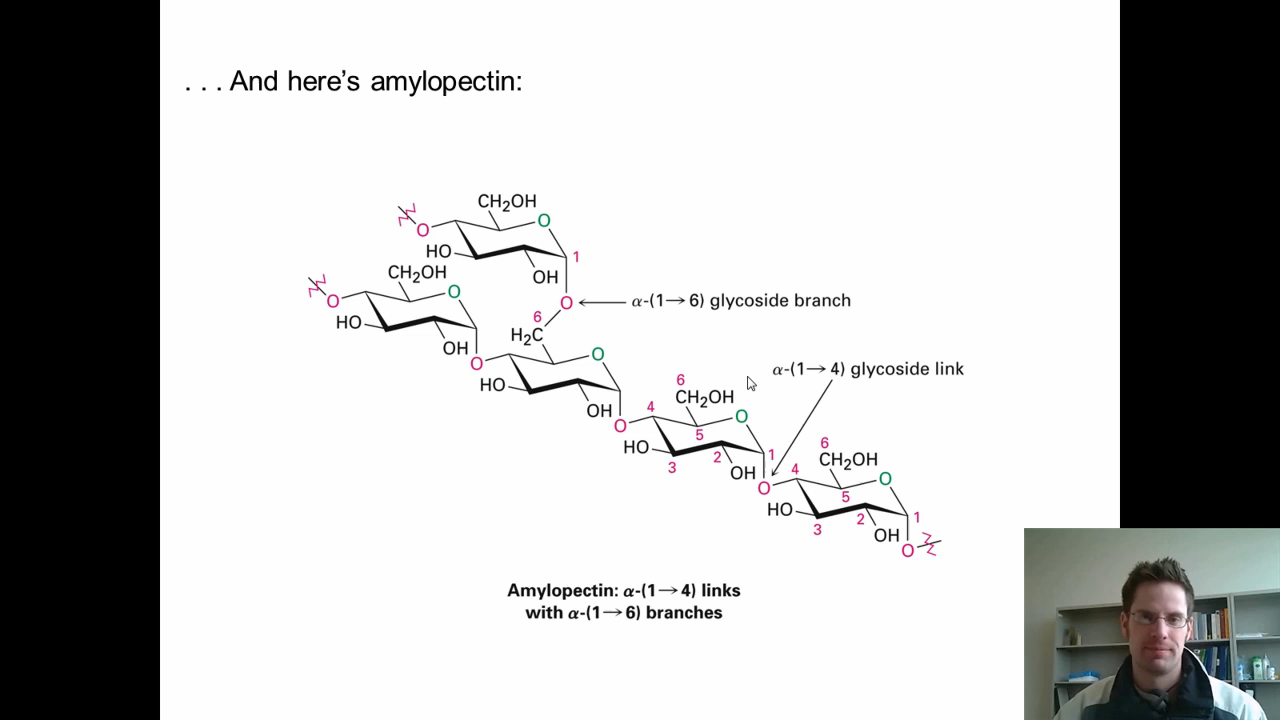 . . . And here's amylopectin:
CH₂OH
O
O
HO
OH
1
CH₂OH
O
O
HO
OH
O
α-(1→6) glycoside branch
6
H₂C
O
O
HO
OH
α-(1→4) glycoside link
6
CH₂OH
O
4
O
5
HO
3
2
OH
1
6
CH₂OH
O
4
O
5
HO
3
2
OH
1
O
Amylopectin: α-(1→4) links
with α-(1→6) branches